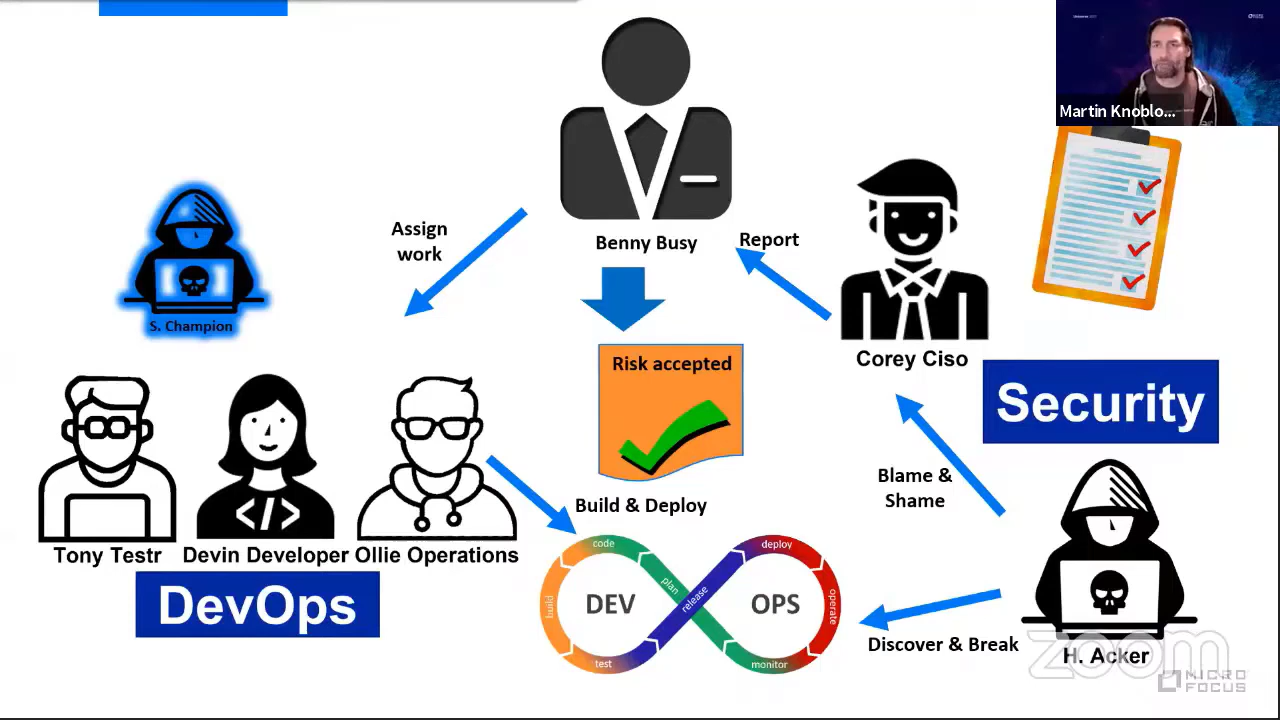 Martin Knoblo...
Assign
work
Benny Busy
Report
S. Champion
Corey Ciso
Risk accepted
Security
Blame &
Shame
Build & Deploy
Tony Testr
Devin Developer
Ollie Operations
DevOps
code
plan
build
test
release
deploy
operate
monitor
DEV
OPS
</>
Discover & Break
H. Acker
zoom
MICRO
FOCUS